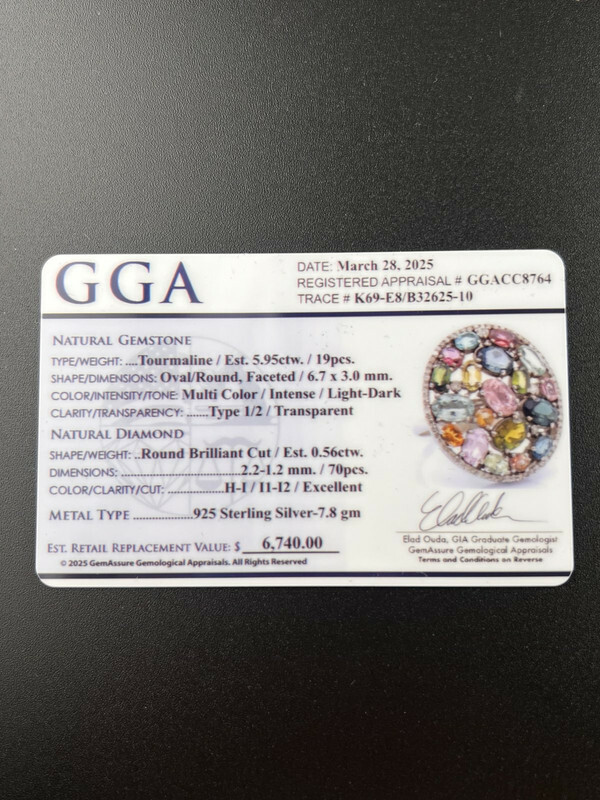 GGA
DATE: March 28, 2025
REGISTERED APPRAISAL # GGACC8764
TRACE # K69-E8/B32625-10
NATURAL GEMSTONE
TYPE/WEIGHT: ....Tourmaline / Est. 5.95ctw. / 19pcs.
SHAPE/DIMENSIONS: Oval/Round, Faceted / 6.7 x 3.0 mm.
COLOR/INTENSITY/TONE: Multi Color / Intense / Light-Dark
CLARITY/TRANSPARENCY: .......Type 1/2 / Transparent
NATURAL DIAMOND
SHAPE/WEIGHT: ..Round Brilliant Cut / Est. 0.56ctw.
DIMENSIONS: ..............................2.2-1.2 mm. / 70pcs.
COLOR/CLARITY/CUT: ....................H-I / I1-I2 / Excellent
METAL TYPE ...............925 Sterling Silver-7.8 gm
EST. RETAIL REPLACEMENT VALUE: $ 6,740.00
© 2025 GemAssure Gemological Appraisals. All Rights Reserved
Elad Ouda, GIA Graduate Gemologist
GemAssure Gemological Appraisals
Terms and Conditions on Reverse